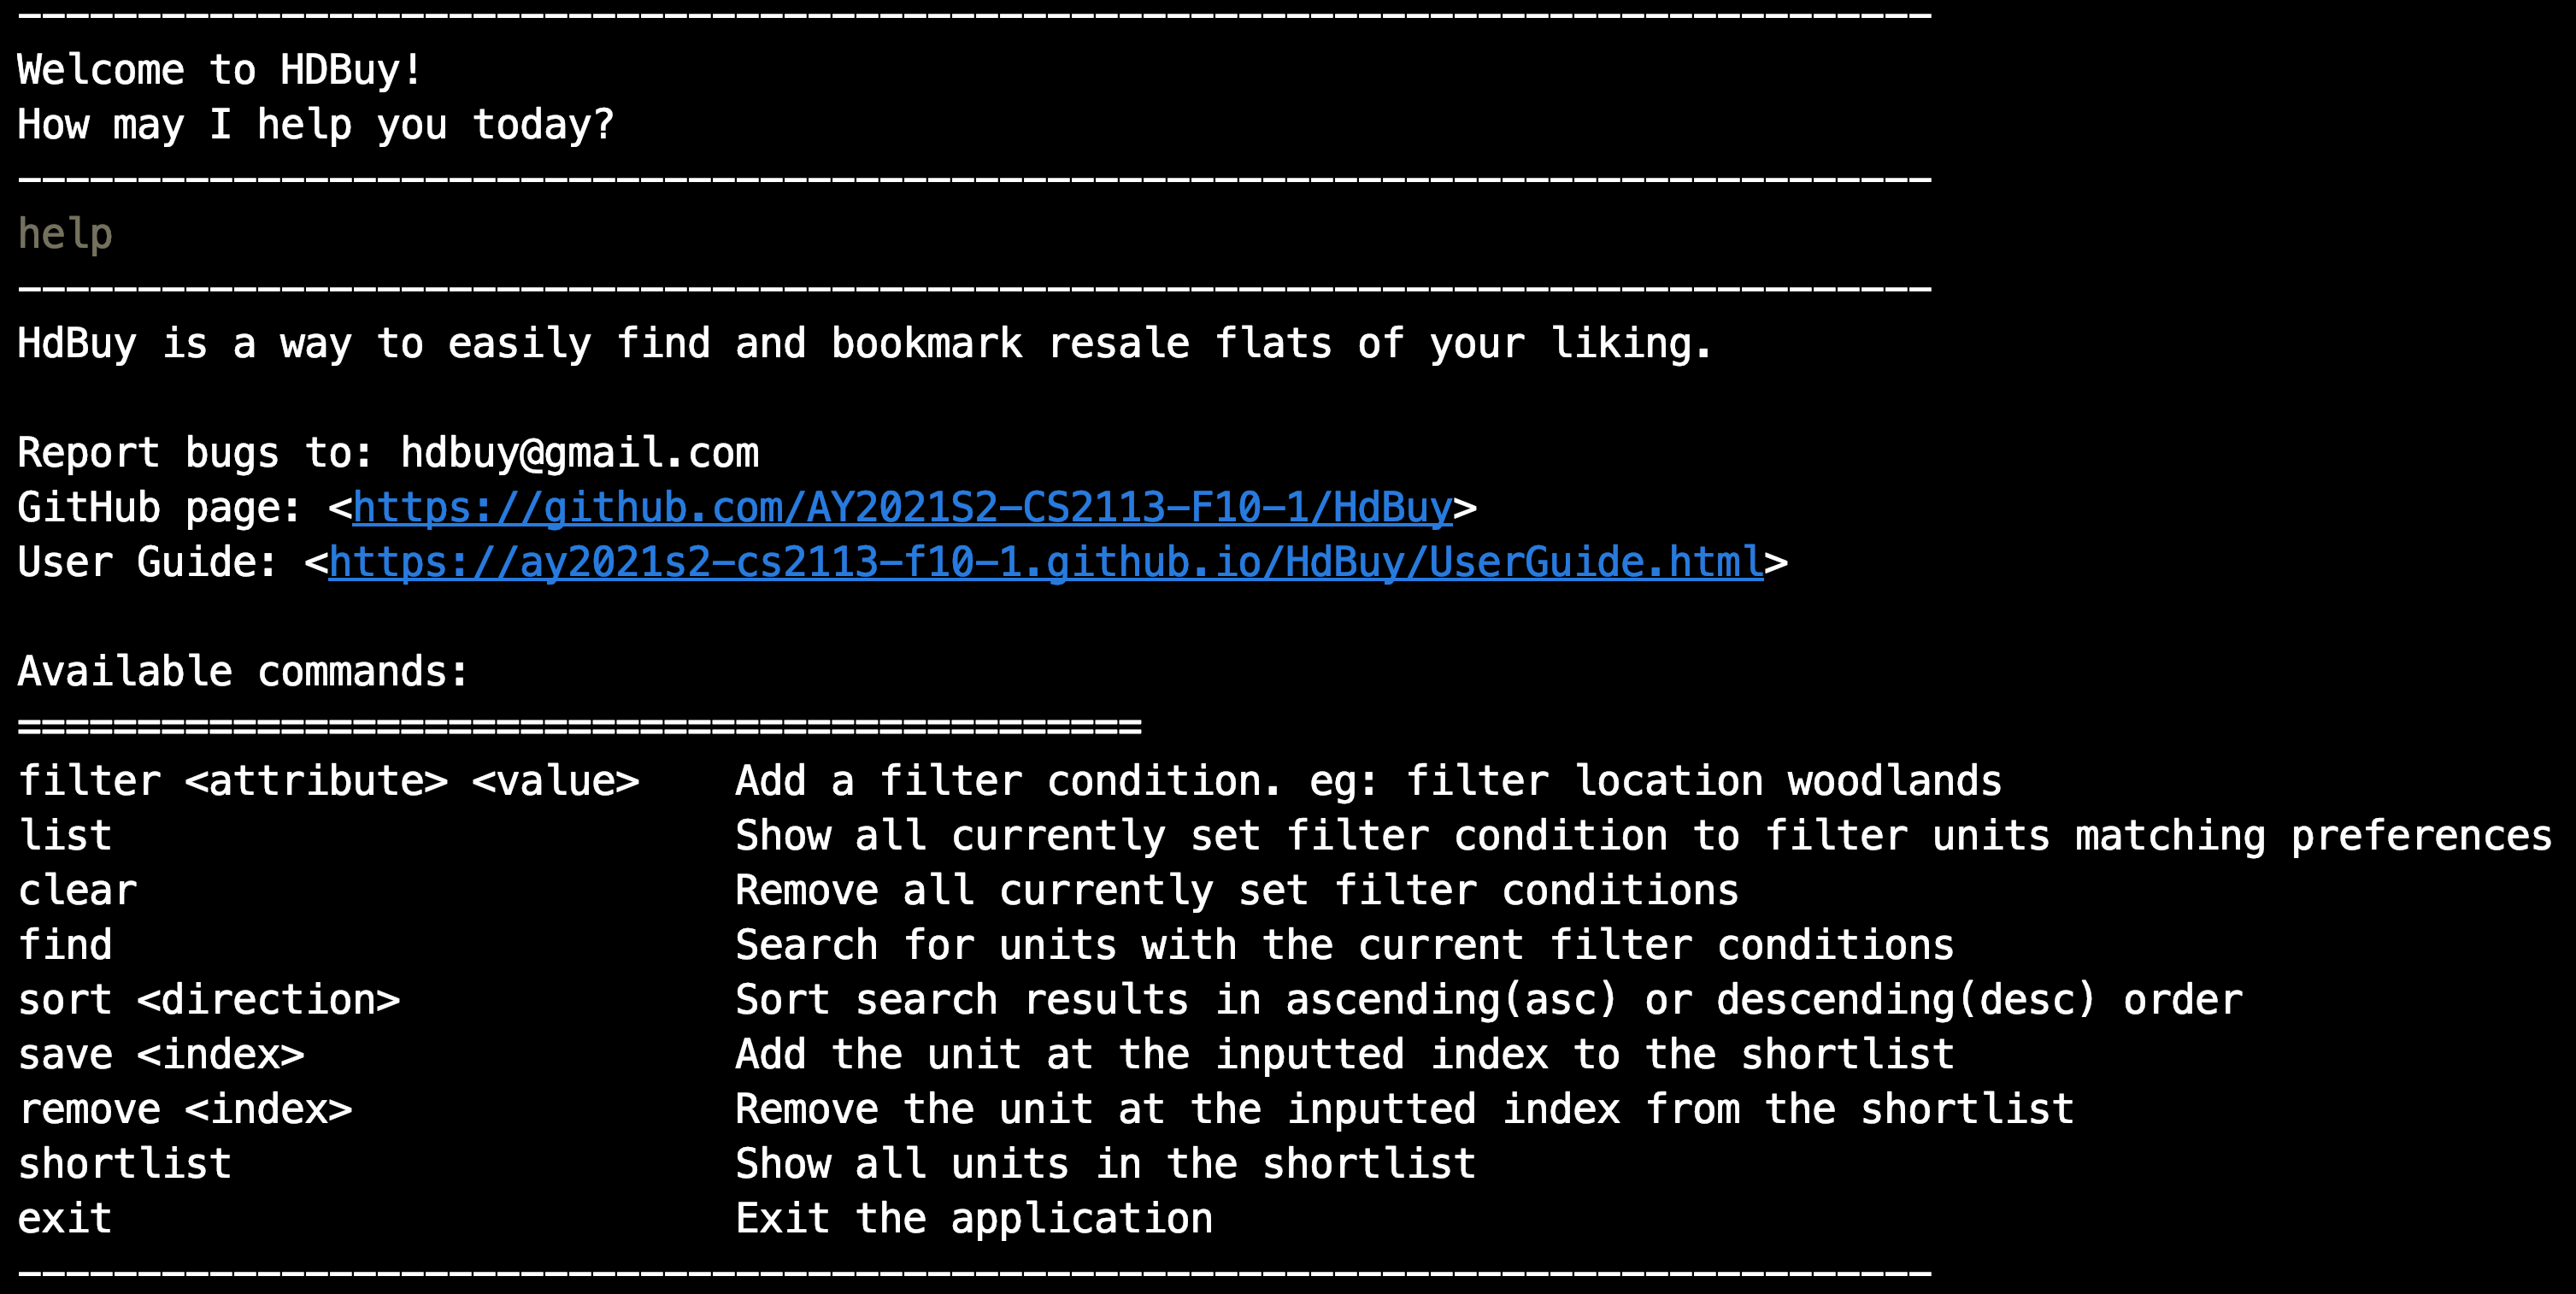 --------------------------------------------------------------------------------
Welcome to HDBuy!
How may I help you today?
--------------------------------------------------------------------------------
help
--------------------------------------------------------------------------------
HdBuy is a way to easily find and bookmark resale flats of your liking.
Report bugs to: hdbuy@gmail.com
GitHub page: <https://github.com/AY2021S2-CS2113-F10-1/HdBuy>
User Guide: <https://ay2021s2-cs2113-f10-1.github.io/HdBuy/UserGuide.html>
Available commands:
===============================================
filter <attribute> <value>    Add a filter condition. eg: filter location woodlands
list                          Show all currently set filter condition to filter units matching preferences
clear                         Remove all currently set filter conditions
find                          Search for units with the current filter conditions
sort <direction>              Sort search results in ascending(asc) or descending(desc) order
save <index>                  Add the unit at the inputted index to the shortlist
remove <index>                Remove the unit at the inputted index from the shortlist
shortlist                     Show all units in the shortlist
exit                          Exit the application
--------------------------------------------------------------------------------